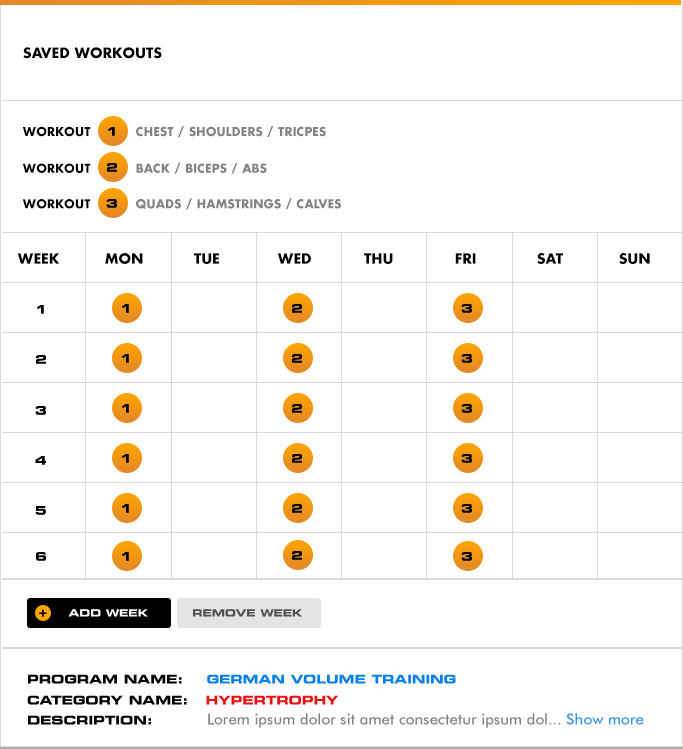 SAVED WORKOUTS
WORKOUT 1 CHEST / SHOULDERS / TRICPES
WORKOUT 2 BACK / BICEPS / ABS
WORKOUT 3 QUADS / HAMSTRINGS / CALVES
WEEK MON TUE WED THU FRI SAT SUN
1 1 2 3
2 1 2 3
3 1 2 3
4 1 2 3
5 1 2 3
6 1 2 3
+ ADD WEEK REMOVE WEEK
PROGRAM NAME: GERMAN VOLUME TRAINING
CATEGORY NAME: HYPERTROPHY
DESCRIPTION: Lorem ipsum dolor sit amet consectetur ipsum dol... Show more